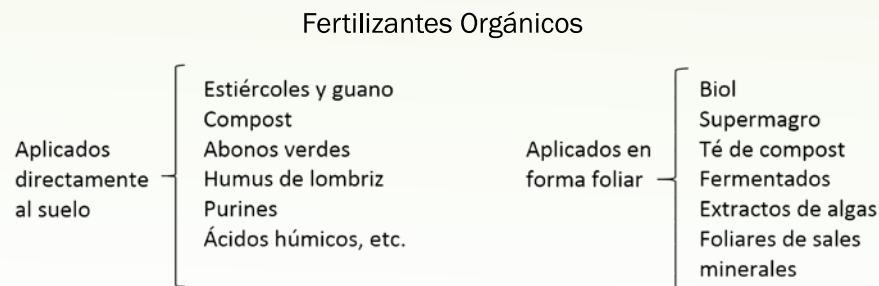 Fertilizantes Orgánicos
Aplicados
directamente
al suelo
Estiércoles y guano
Compost
Abonos verdes
Humus de lombriz
Purines
Ácidos húmicos, etc.
Aplicados en
forma foliar
Biol
Supermagro
Té de compost
Fermentados
Extractos de algas
Foliares de sales
minerales